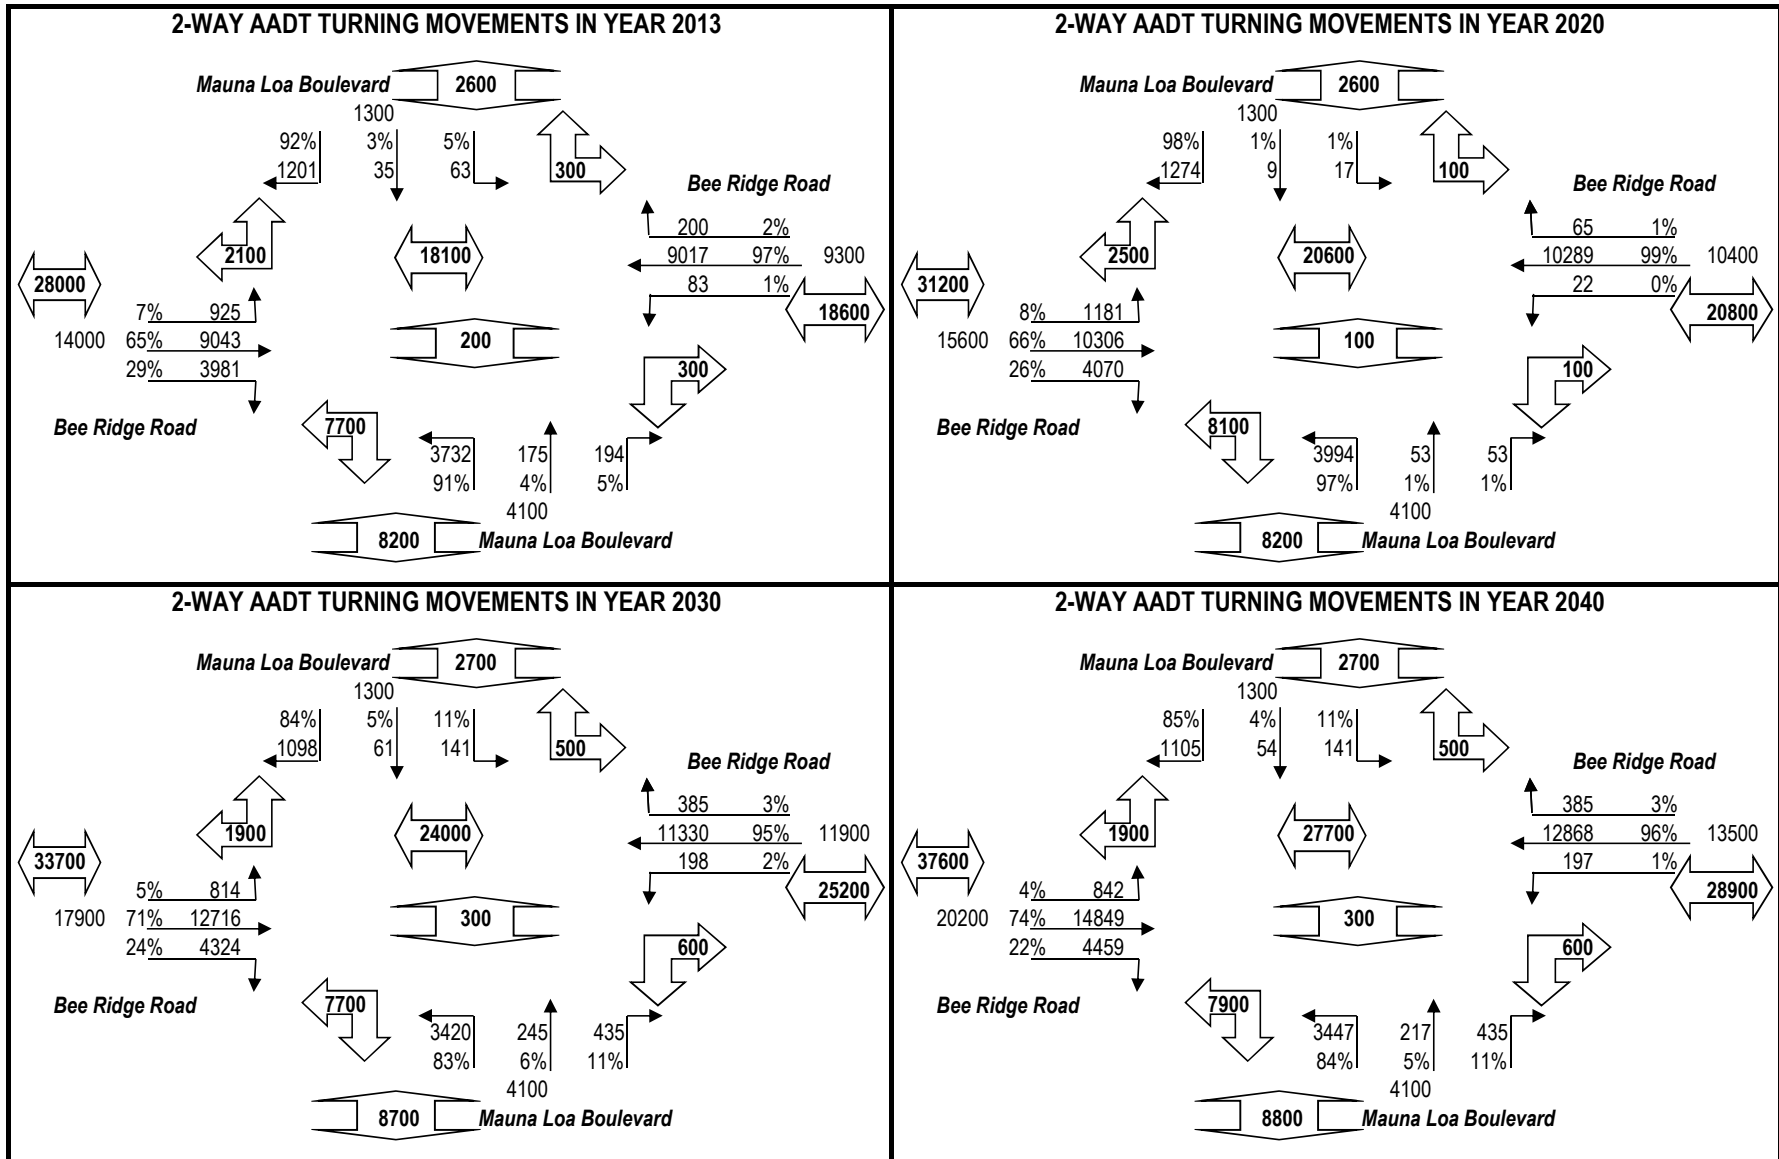 2-WAY AADT TURNING MOVEMENTS IN YEAR 2013
Mauna Loa Boulevard 2600
1300
92% 3% 5%
1201 35 63 300
Bee Ridge Road
200 2%
2100 18100 9017 97% 9300
28000 83 1%
7% 925 18600
14000 65% 9043 200
29% 3981 300
Bee Ridge Road 7700
3732 175 194
91% 4% 5%
4100
8200 Mauna Loa Boulevard
2-WAY AADT TURNING MOVEMENTS IN YEAR 2020
Mauna Loa Boulevard 2600
1300
98% 1% 1%
1274 9 17 100
Bee Ridge Road
65 1%
2500 20600 10289 99% 10400
31200 22 0%
8% 1181 20800
15600 66% 10306 100
26% 4070 100
Bee Ridge Road 8100
3994 53 53
97% 1% 1%
4100
8200 Mauna Loa Boulevard
2-WAY AADT TURNING MOVEMENTS IN YEAR 2030
Mauna Loa Boulevard 2700
1300
84% 5% 11%
1098 61 141 500
Bee Ridge Road
385 3%
1900 24000 11330 95% 11900
33700 198 2%
5% 814 25200
17900 71% 12716 300
24% 4324 600
Bee Ridge Road 7700
3420 245 435
83% 6% 11%
4100
8700 Mauna Loa Boulevard
2-WAY AADT TURNING MOVEMENTS IN YEAR 2040
Mauna Loa Boulevard 2700
1300
85% 4% 11%
1105 54 141 500
Bee Ridge Road
385 3%
1900 27700 12868 96% 13500
37600 197 1%
4% 842 28900
20200 74% 14849 300
22% 4459 600
Bee Ridge Road 7900
3447 217 435
84% 5% 11%
4100
8800 Mauna Loa Boulevard